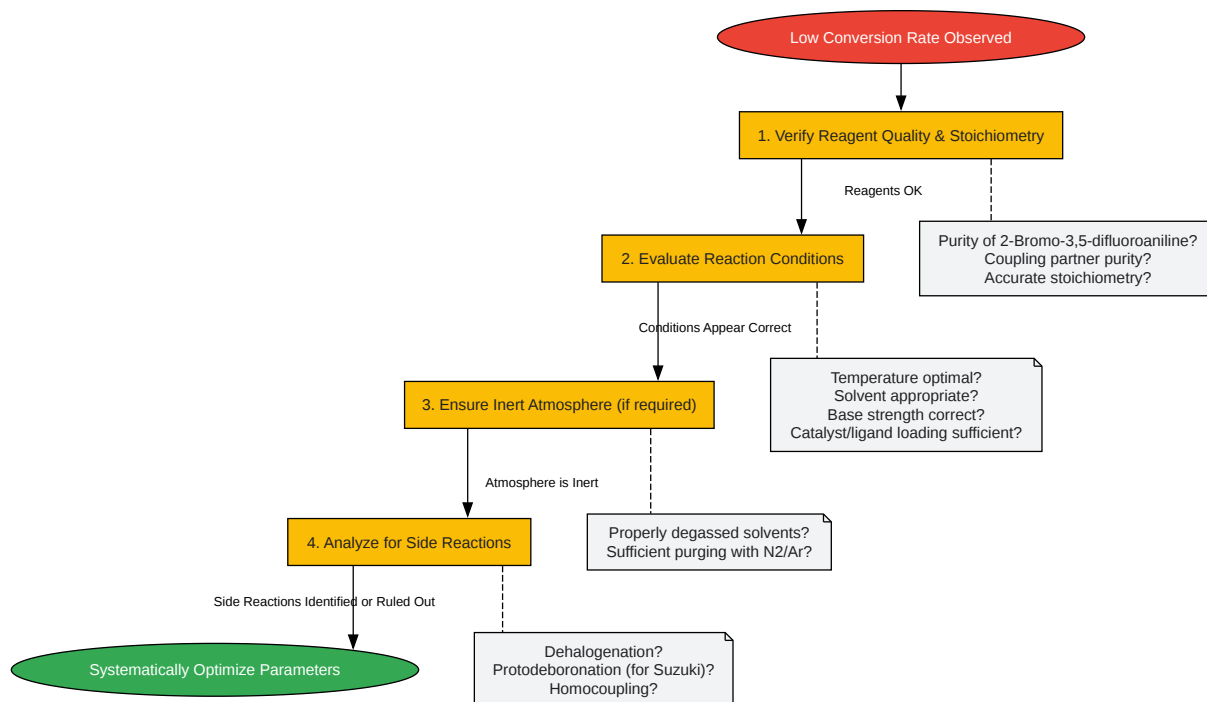 Low Conversion Rate Observed
1. Verify Reagent Quality & Stoichiometry
Reagents OK
Purity of 2-Bromo-3,5-difluoroaniline?
Coupling partner purity?
Accurate stoichiometry?
2. Evaluate Reaction Conditions
Conditions Appear Correct
Temperature optimal?
Solvent appropriate?
Base strength correct?
Catalyst/ligand loading sufficient?
3. Ensure Inert Atmosphere (if required)
Atmosphere is Inert
Properly degassed solvents?
Sufficient purging with N2/Ar?
4. Analyze for Side Reactions
Side Reactions Identified or Ruled Out
Dehalogenation?
Protodeboronation (for Suzuki)?
Homocoupling?
Systematically Optimize Parameters